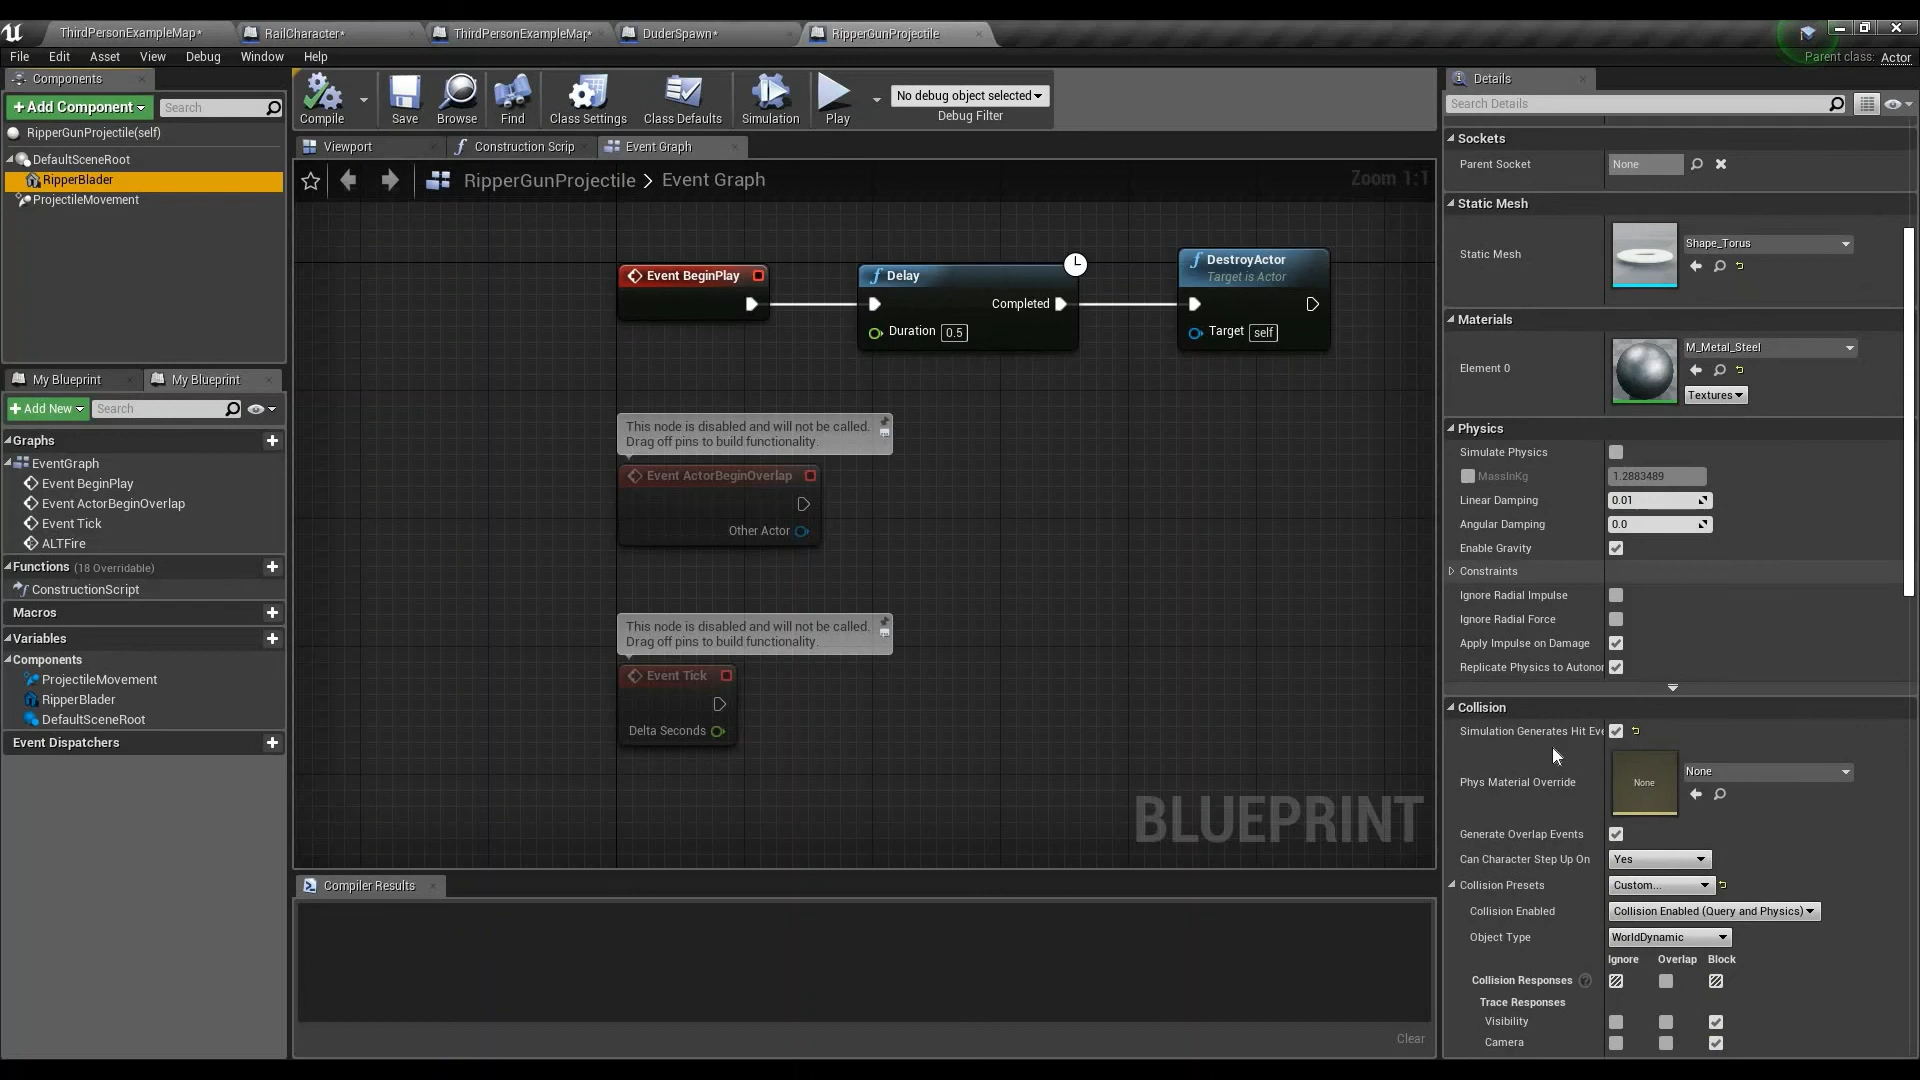 ThirdPersonExampleMap*
RailCharacter*
ThirdPersonExampleMap*
DuderSpawn*
RipperGunProjectile
File Edit Asset View Debug Window Help
Parent class: Actor
Components
+ Add Component
Search
RipperGunProjectile(self)
DefaultSceneRoot
RipperBlader
ProjectileMovement
Compile
Save
Browse
Find
Class Settings
Class Defaults
Simulation
Play
No debug object selected
Debug Filter
Viewport
Construction Scrip
Event Graph
RipperGunProjectile > Event Graph
Zoom 1:1
Event BeginPlay
Delay
Completed
Duration 0.5
DestroyActor
Target is Actor
Target self
This node is disabled and will not be called.
Drag off pins to build functionality.
Event ActorBeginOverlap
Other Actor
This node is disabled and will not be called.
Drag off pins to build functionality.
Event Tick
Delta Seconds
BLUEPRINT
My Blueprint
My Blueprint
+ Add New
Search
Graphs
EventGraph
Event BeginPlay
Event ActorBeginOverlap
Event Tick
ALTFire
Functions (18 Overridable)
ConstructionScript
Macros
Variables
Components
ProjectileMovement
RipperBlader
DefaultSceneRoot
Event Dispatchers
Compiler Results
Clear
Details
Search Details
Sockets
Parent Socket None
Static Mesh
Static Mesh
Shape_Torus
Materials
Element 0
M_Metal_Steel
Textures
Physics
Simulate Physics
MassInKg 1.2883489
Linear Damping 0.01
Angular Damping 0.0
Enable Gravity
Constraints
Ignore Radial Impulse
Ignore Radial Force
Apply Impulse on Damage
Replicate Physics to Autonor
Collision
Simulation Generates Hit Eve
Phys Material Override
None
None
Generate Overlap Events
Can Character Step Up On Yes
Collision Presets Custom...
Collision Enabled Collision Enabled (Query and Physics)
Object Type WorldDynamic
Ignore Overlap Block
Collision Responses
Trace Responses
Visibility
Camera